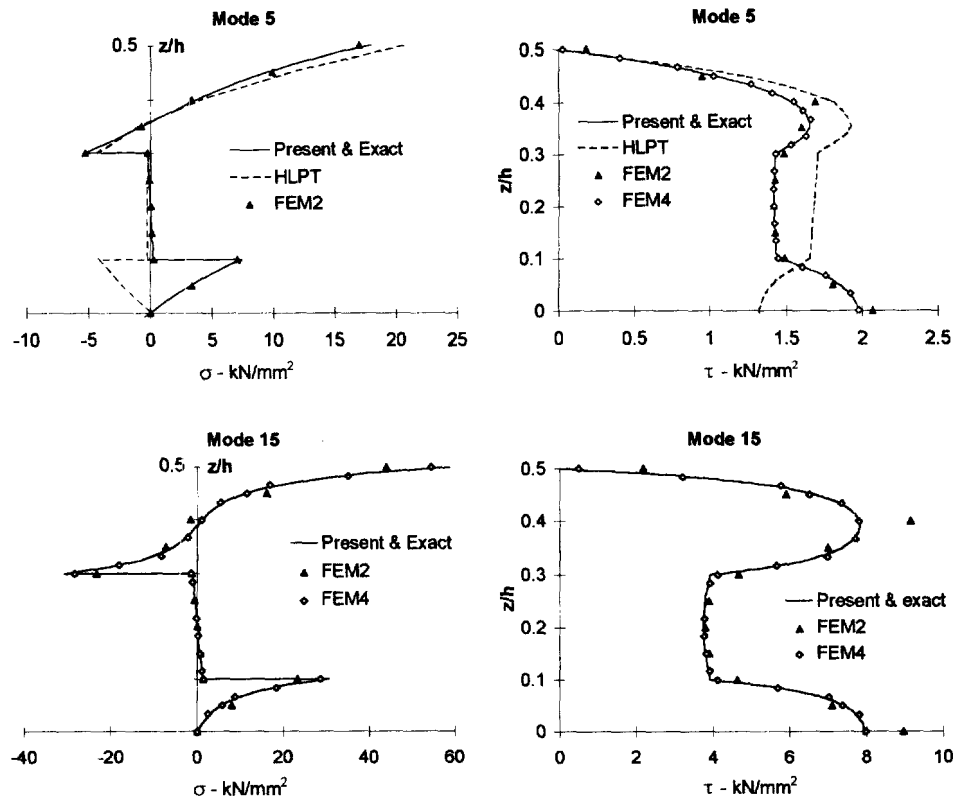 Mode 5
0.5 z/h
Present & Exact
HLPT
FEM2
-10 -5 0 5 10 15 20 25
σ - kN/mm²
Mode 5
0.5
0.4
0.3
0.2
0.1
0
z/h
Present & Exact
HLPT
FEM2
FEM4
0 0.5 1 1.5 2 2.5
τ - kN/mm²
Mode 15
0.5 z/h
Present & Exact
FEM2
FEM4
-40 -20 0 20 40 60
σ - kN/mm²
Mode 15
0.5
0.4
0.3
0.2
0.1
0
z/h
Present & exact
FEM2
FEM4
0 2 4 6 8 10
τ - kN/mm²